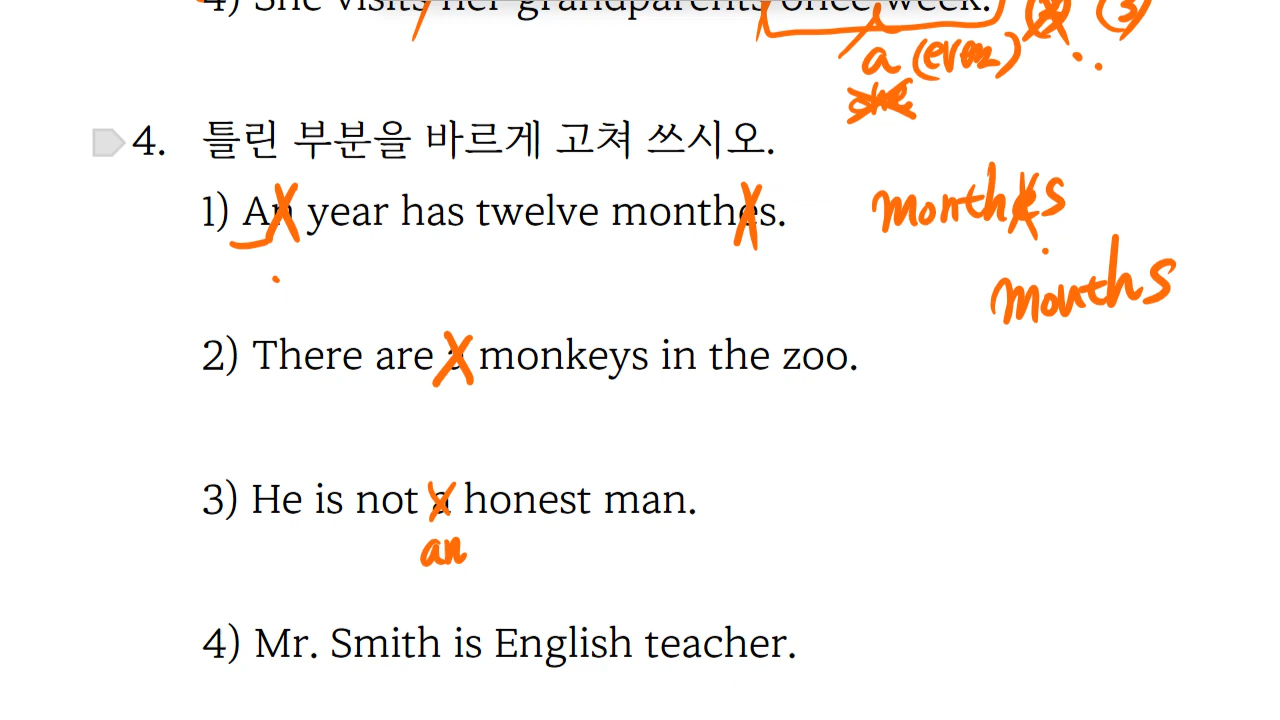 4) She visits her grandparents once week. (3)
a (every)
4. 틀린 부분을 바르게 고쳐 쓰시오.
1) An year has twelve monthes. monthes
months
2) There are a monkeys in the zoo.
3) He is not a honest man.
an
4) Mr. Smith is English teacher.